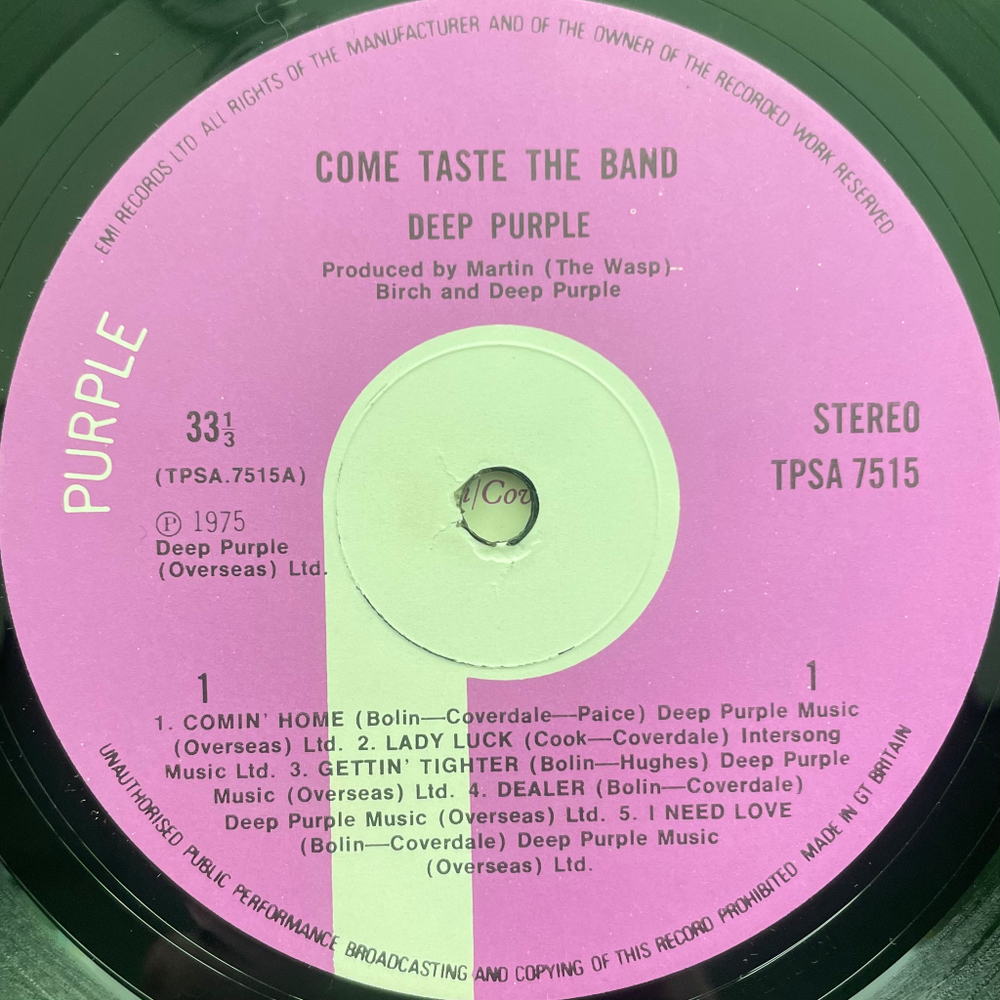 EMI RECORDS LTD ALL RIGHTS OF THE MANUFACTURER AND OF THE OWNER OF THE RECORDED WORK RESERVED
COME TASTE THE BAND
DEEP PURPLE
Produced by Martin (The Wasp)
Birch and Deep Purple
PURPLE
33⅓
(TPSA.7515A)
Ⓟ 1975
Deep Purple
(Overseas) Ltd.
STEREO
TPSA 7515
/Cov
1
1
1. COMIN' HOME (Bolin—Coverdale—Paice) Deep Purple Music
(Overseas) Ltd. 2. LADY LUCK (Cook—Coverdale) Intersong
Music Ltd. 3. GETTIN' TIGHTER (Bolin—Hughes) Deep Purple
Music (Overseas) Ltd. 4. DEALER (Bolin—Coverdale)
Deep Purple Music (Overseas) Ltd. 5. I NEED LOVE
(Bolin—Coverdale) Deep Purple Music
(Overseas) Ltd.
UNAUTHORISED PUBLIC PERFORMANCE BROADCASTING AND COPYING OF THIS RECORD PROHIBITED MADE IN GT BRITAIN